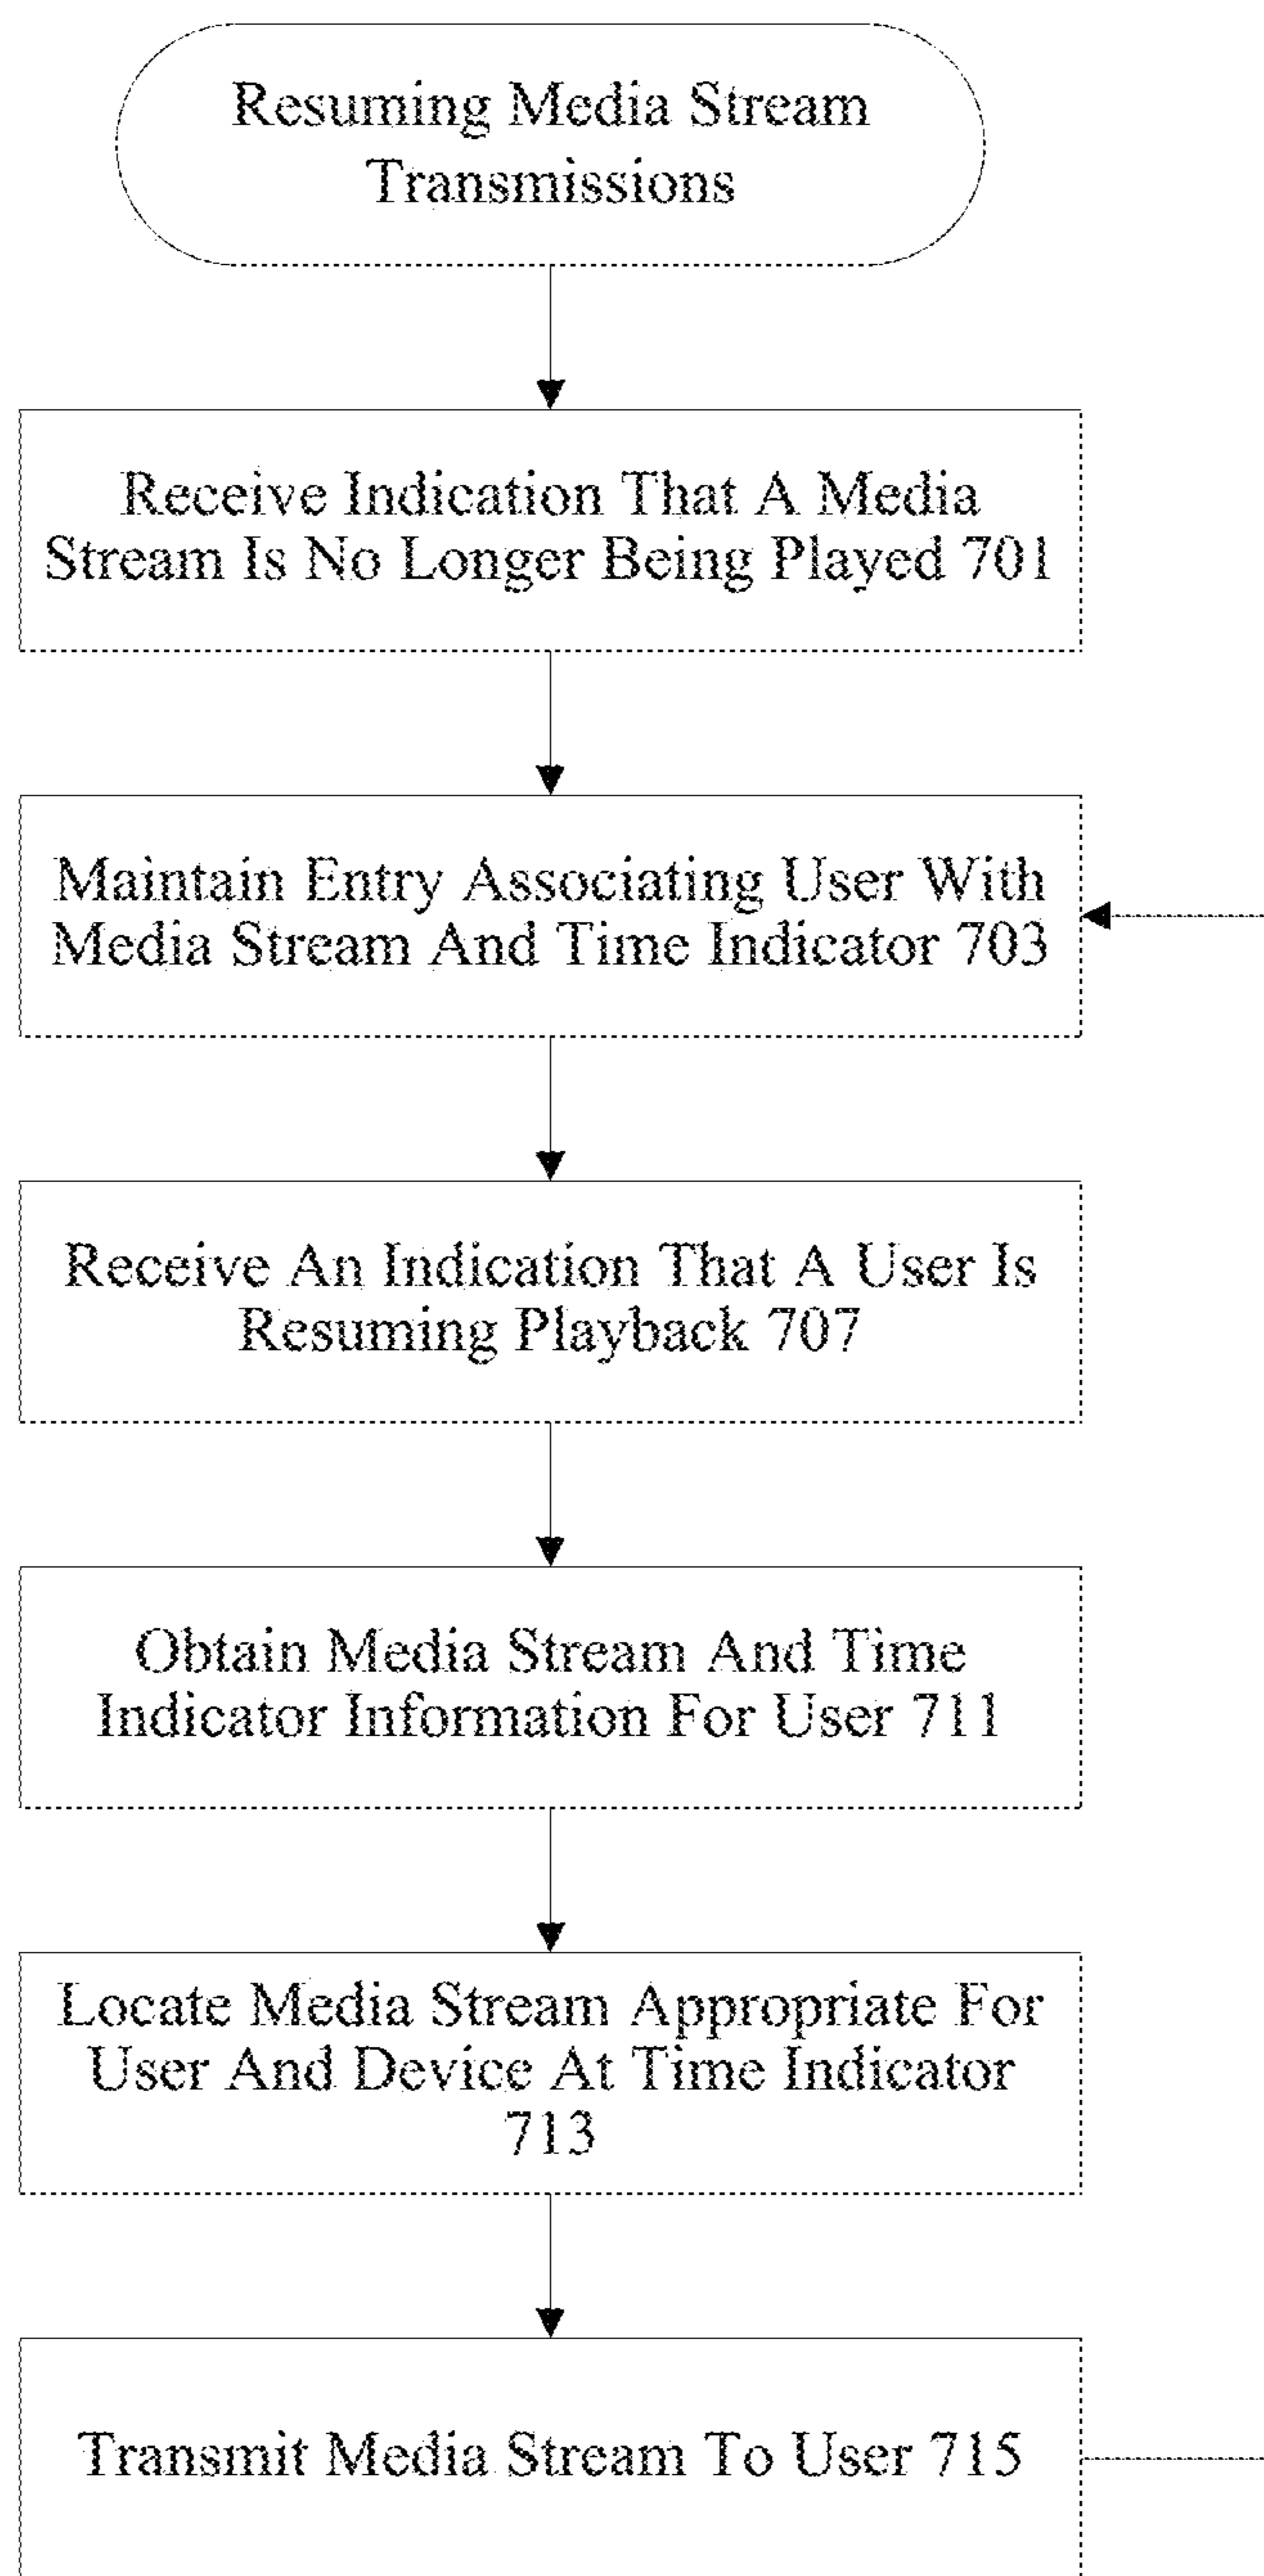 Resuming Media Stream
Transmissions
Receive Indication That A Media
Stream Is No Longer Being Played 701
Maintain Entry Associating User With
Media Stream And Time Indicator 703
Receive An Indication That A User Is
Resuming Playback 707
Obtain Media Stream And Time
Indicator Information For User 711
Locate Media Stream Appropriate For
User And Device At Time Indicator
713
Transmit Media Stream To User 715